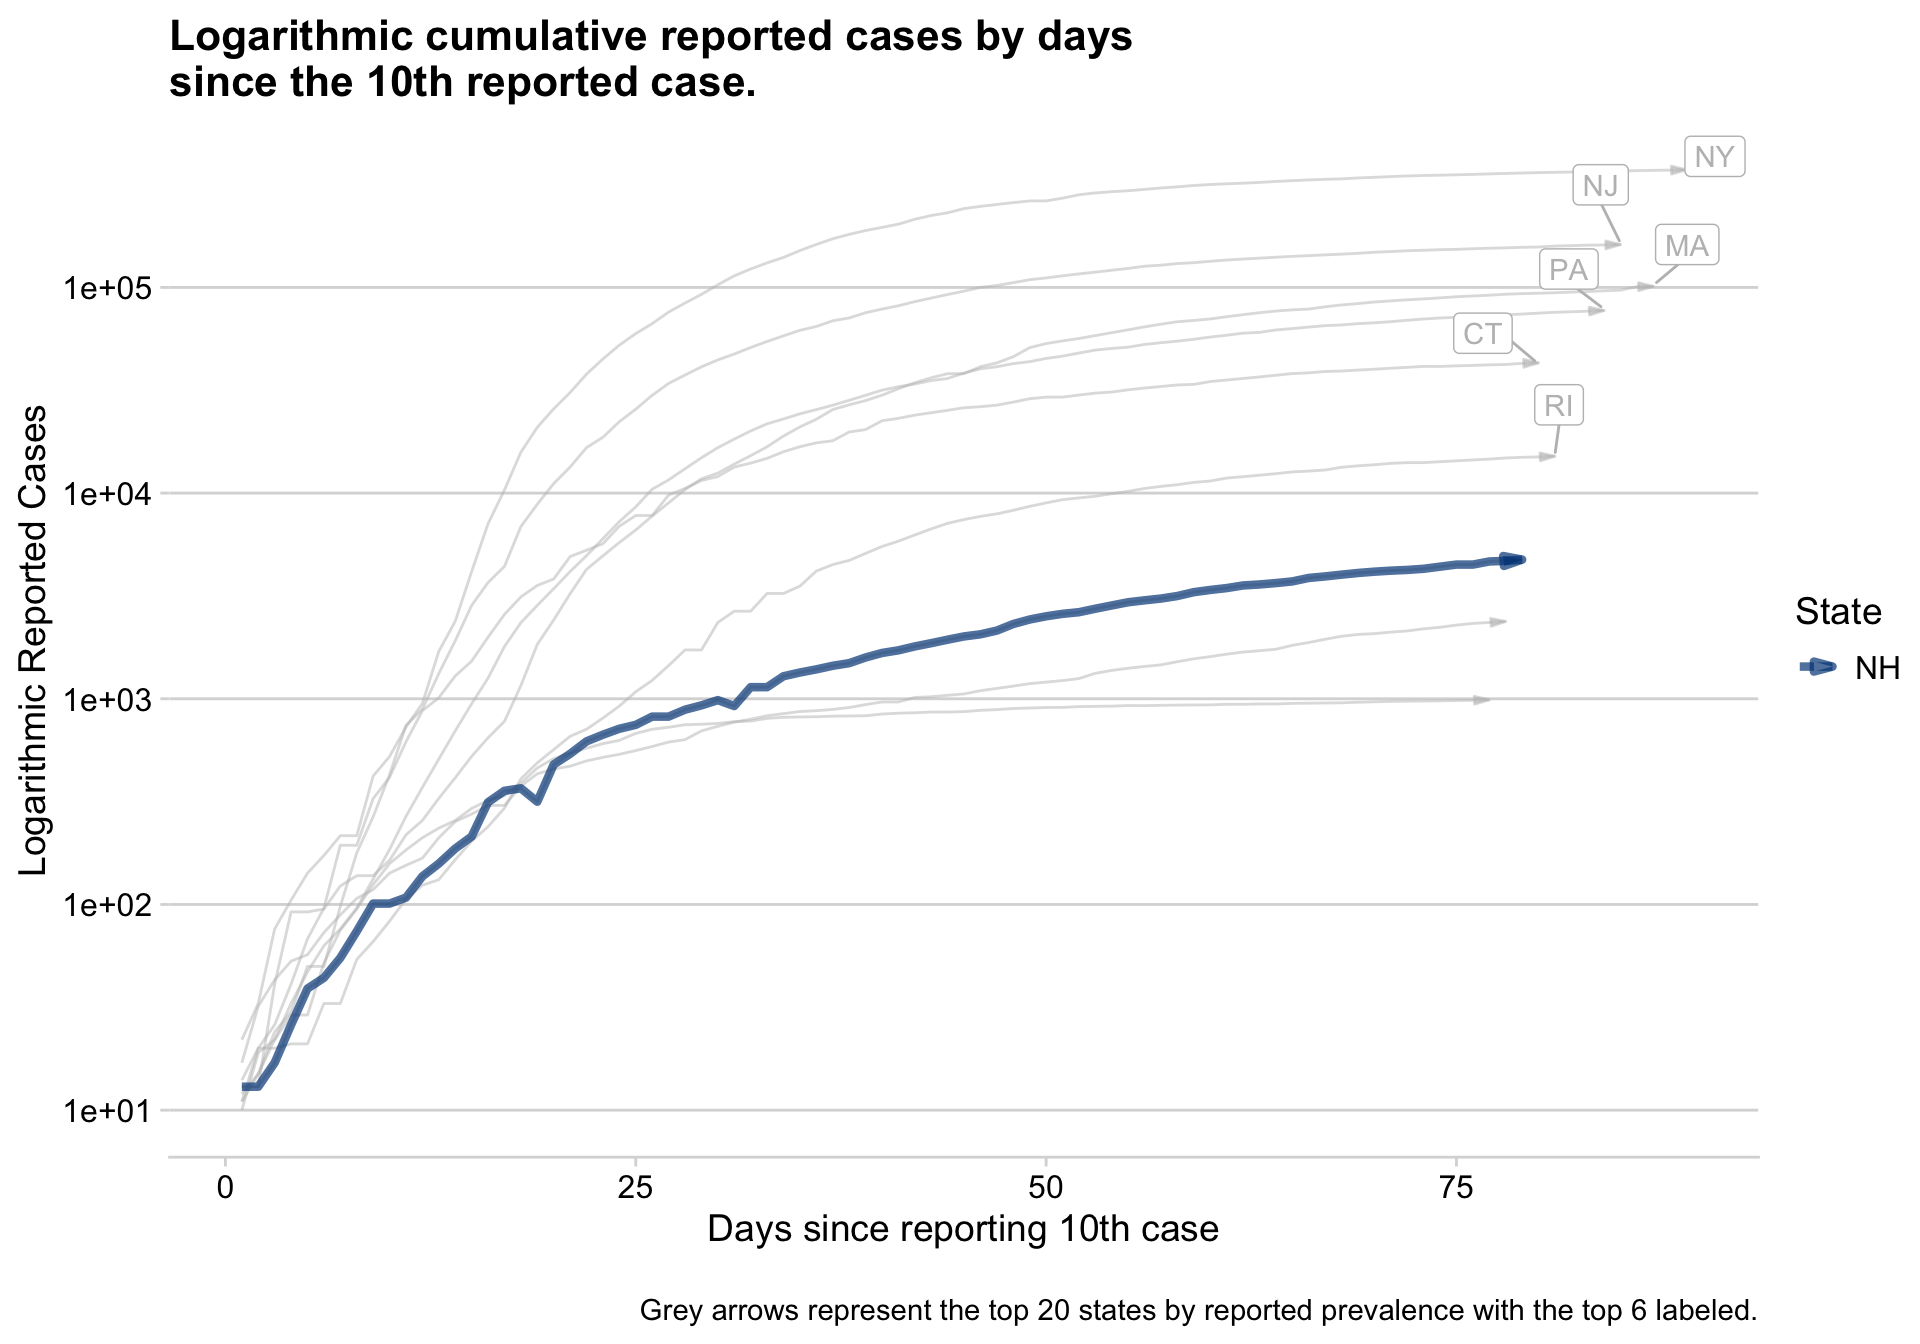 Logarithmic cumulative reported cases by days
since the 10th reported case.
NY
NJ
MA
PA
CT
RI
1e+05
1e+04
1e+03
1e+02
1e+01
Logarithmic Reported Cases
State
NH
0 25 50 75
Days since reporting 10th case
Grey arrows represent the top 20 states by reported prevalence with the top 6 labeled.